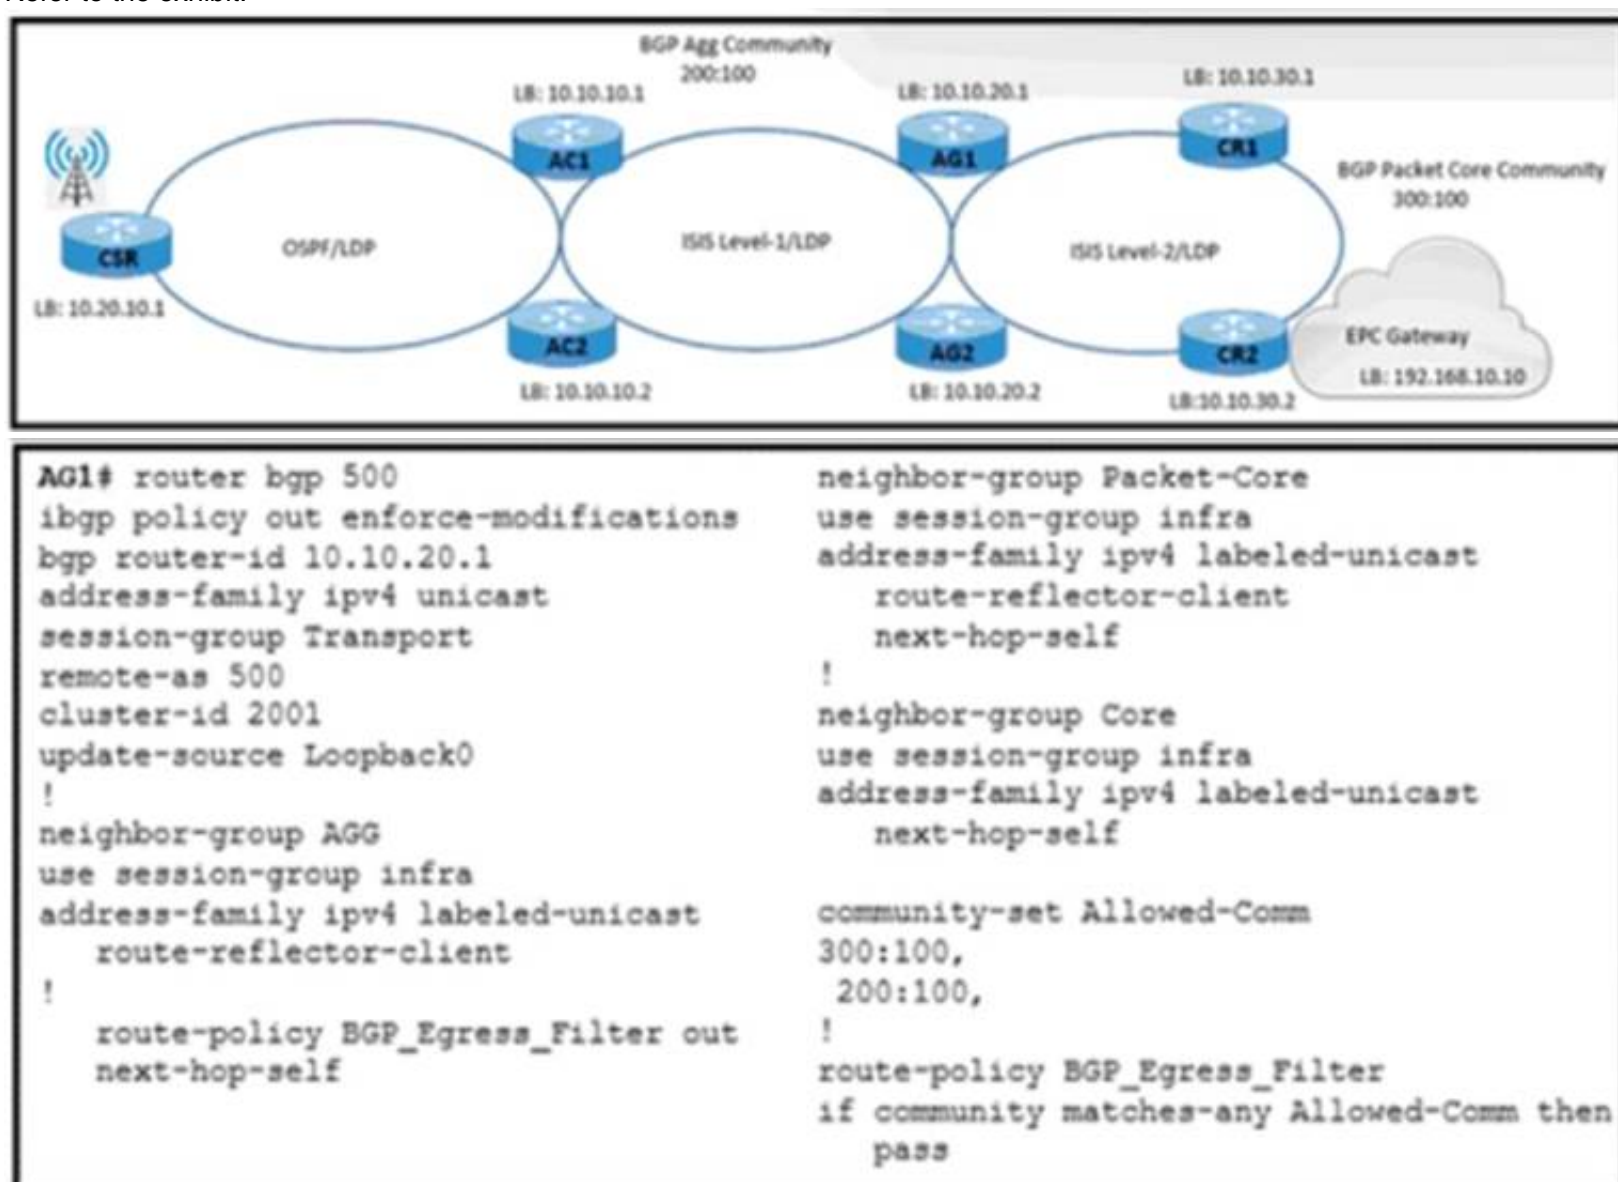 BGP Agg Community
200:100
LB: 10.10.10.1
LB: 10.10.20.1
LB: 10.10.30.1
AC1
AG1
CR1
BGP Packet Core Community
300:100
CSR
OSPF/LDP
ISIS Level-1/LDP
ISIS Level-2/LDP
LB: 10.20.10.1
AC2
AG2
CR2
EPC Gateway
LB: 192.168.10.10
LB: 10.10.10.2
LB: 10.10.20.2
LB:10.10.30.2
AG1# router bgp 500
ibgp policy out enforce-modifications
bgp router-id 10.10.20.1
address-family ipv4 unicast
session-group Transport
remote-as 500
cluster-id 2001
update-source Loopback0
!
neighbor-group AGG
use session-group infra
address-family ipv4 labeled-unicast
route-reflector-client
!
route-policy BGP_Egress_Filter out
next-hop-self
neighbor-group Packet-Core
use session-group infra
address-family ipv4 labeled-unicast
route-reflector-client
next-hop-self
!
neighbor-group Core
use session-group infra
address-family ipv4 labeled-unicast
next-hop-self
community-set Allowed-Comm
300:100,
200:100,
!
route-policy BGP_Egress_Filter
if community matches-any Allowed-Comm then
pass